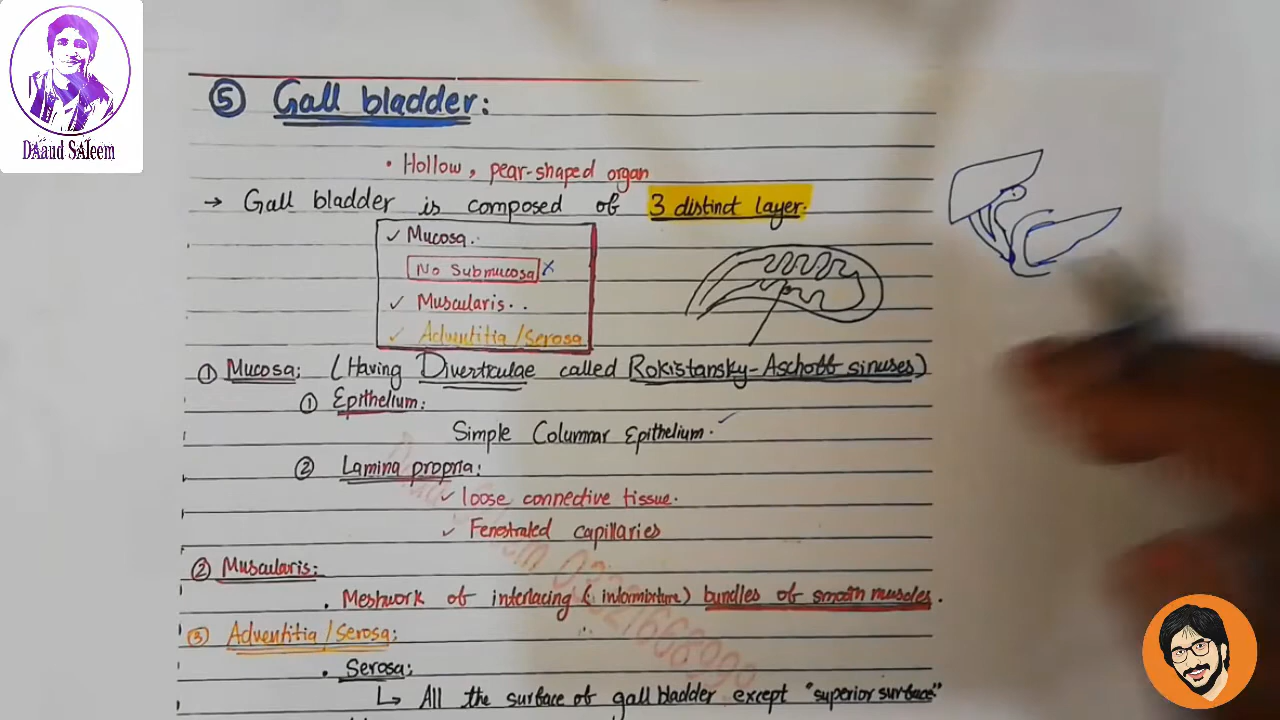 DAaud SAleem
⑤ Gall bladder:
• Hollow, pear-shaped organ
→ Gall bladder is composed of 3 distinct layer.
✓ Mucosa.
No submucosa x
✓ Muscularis..
✓ Adventitia/Serosa
① Mucosa: (Having Diverticulae called Rokistansky-Aschoff sinuses)
① Epithelium:
Simple Columnar Epithelium. ✓
② Lamina propria:
✓ loose connective tissue.
✓ Fenestrated capillaries
② Muscularis:
. Meshwork of interlacing (informixture) bundles of smooth muscles.
③ Adventitia/Serosa:
. Serosa:
↳ All the surface of gall bladder except "superior surface"